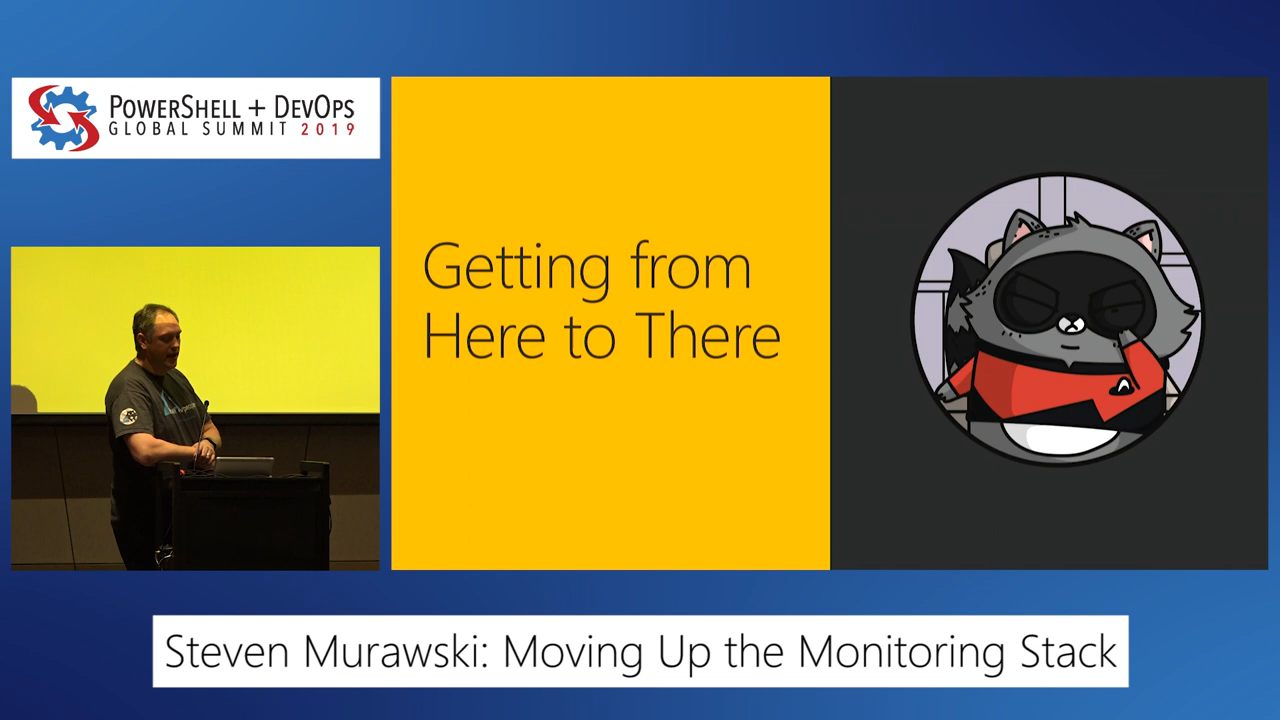 PowerShell + DevOps
GLOBAL SUMMIT 2019
Getting from
Here to There
Steven Murawski: Moving Up the Monitoring Stack